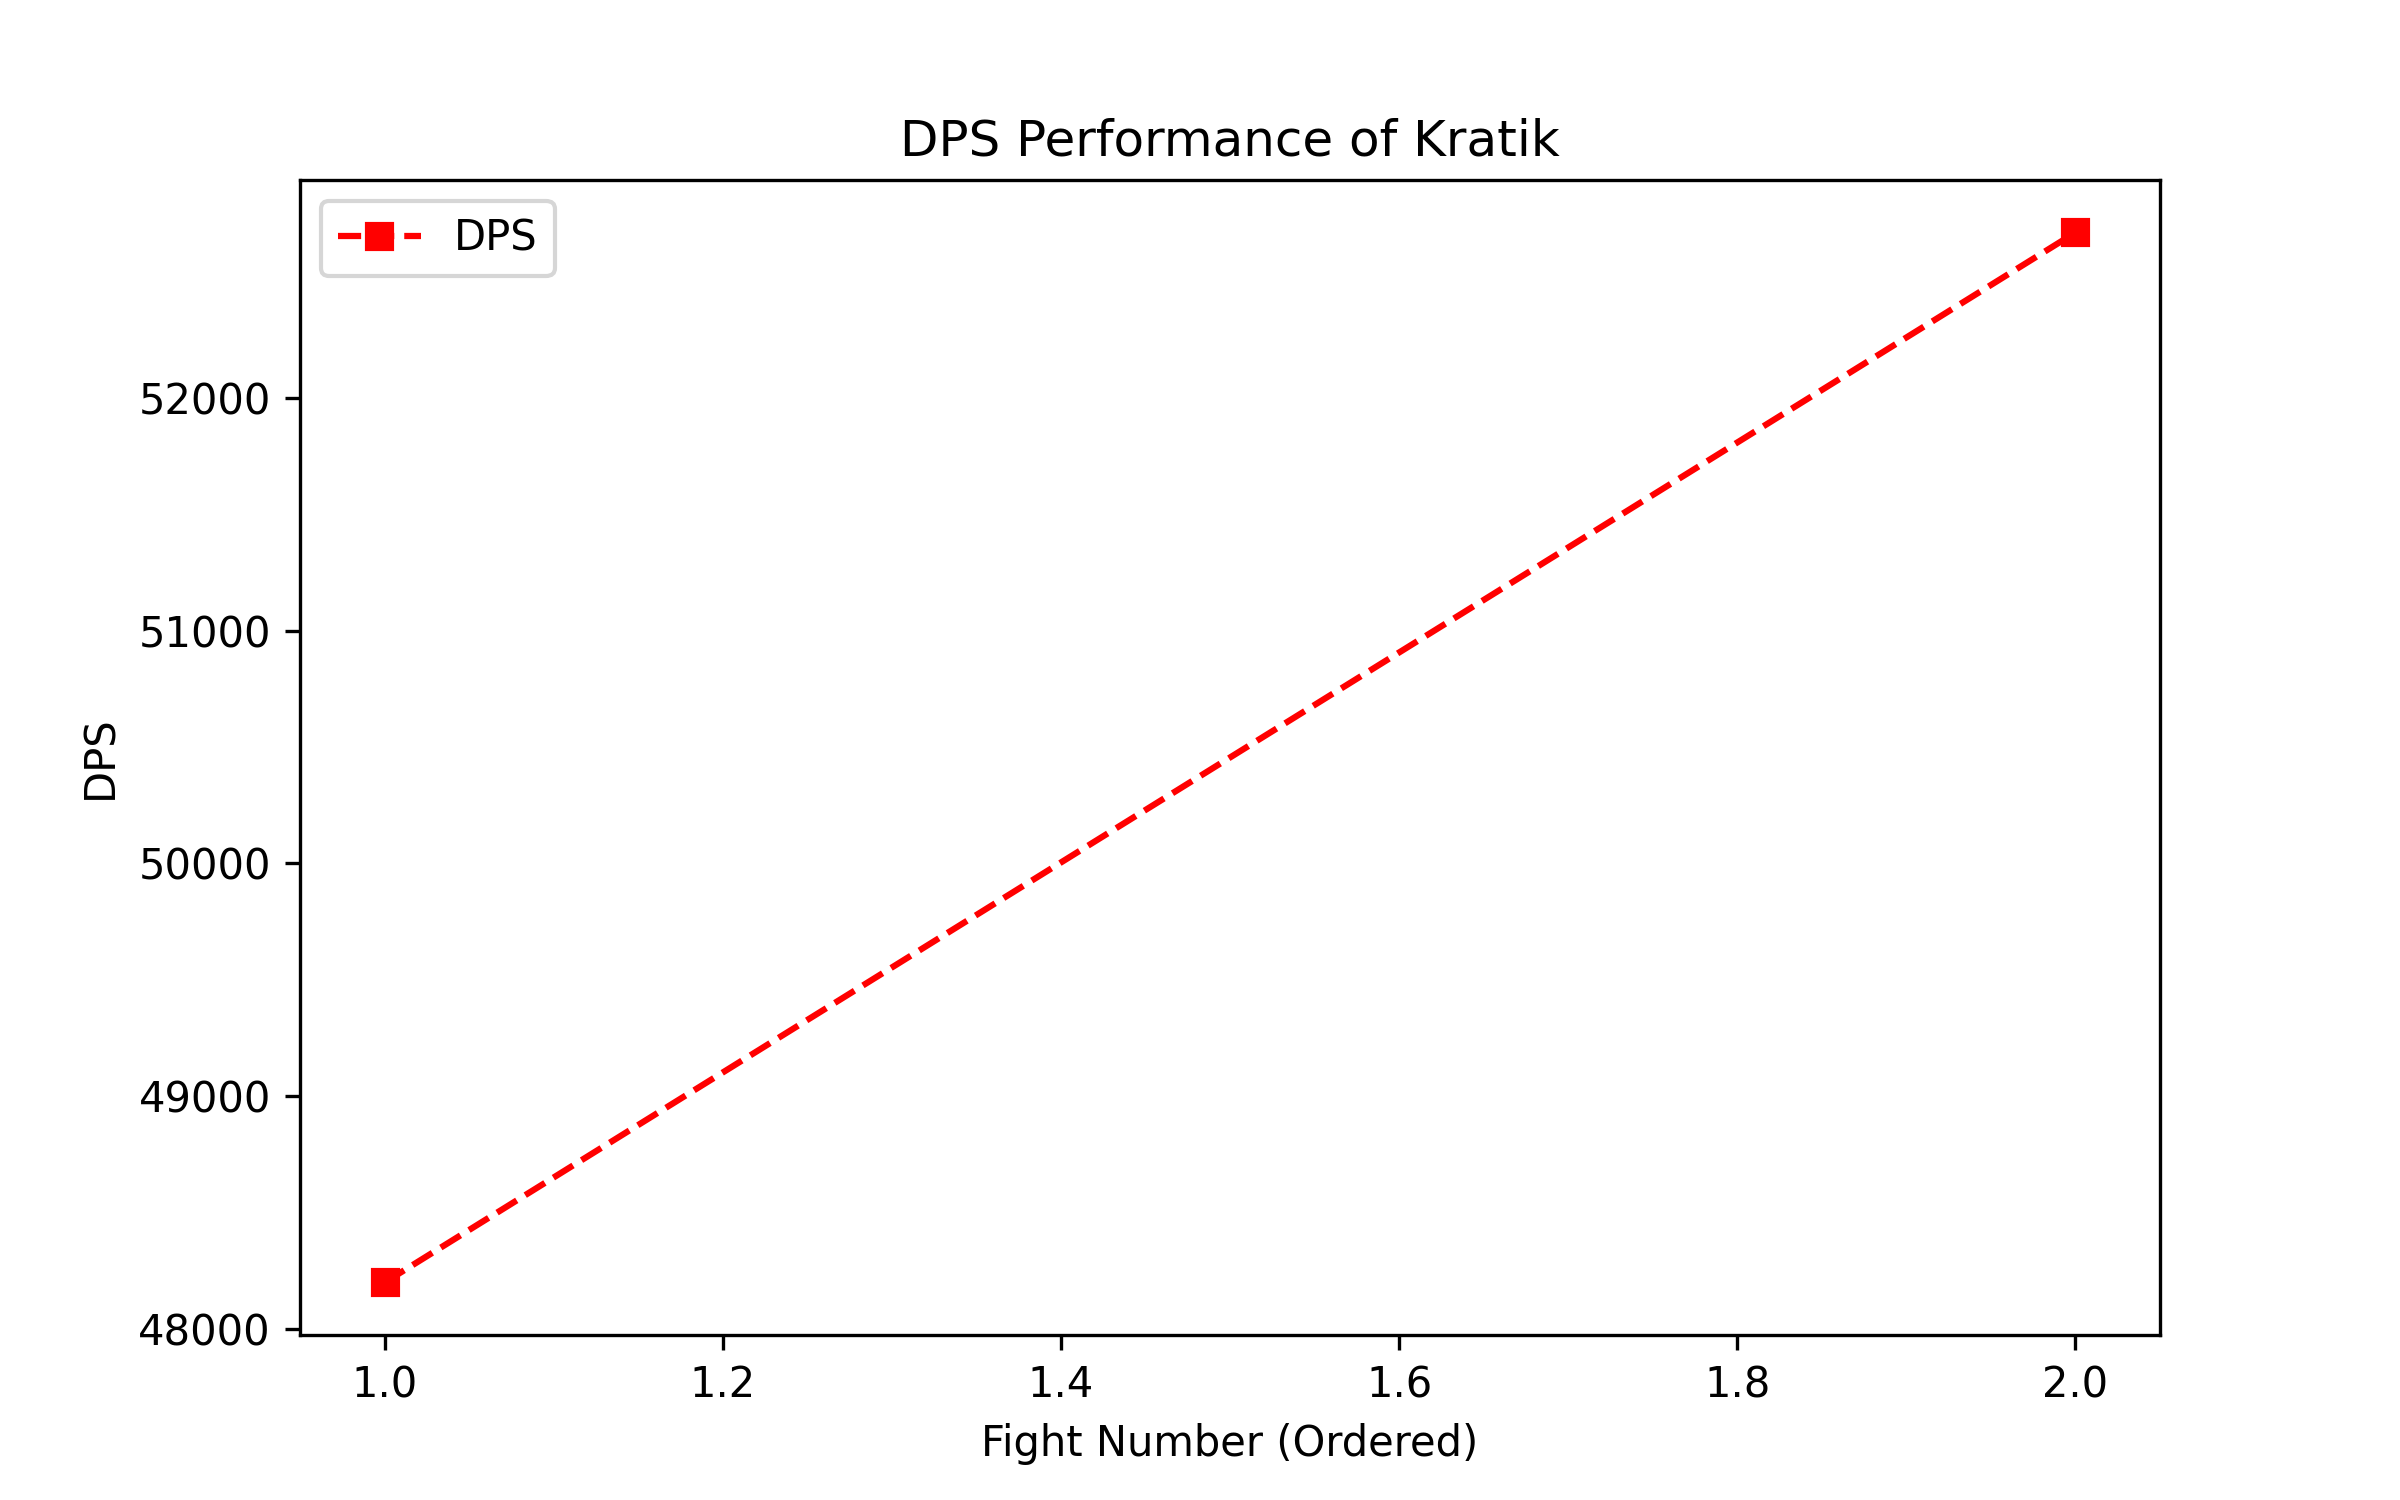 DPS Performance of Kratik
DPS
52000
51000
50000
49000
48000
DPS
1.0 1.2 1.4 1.6 1.8 2.0
Fight Number (Ordered)